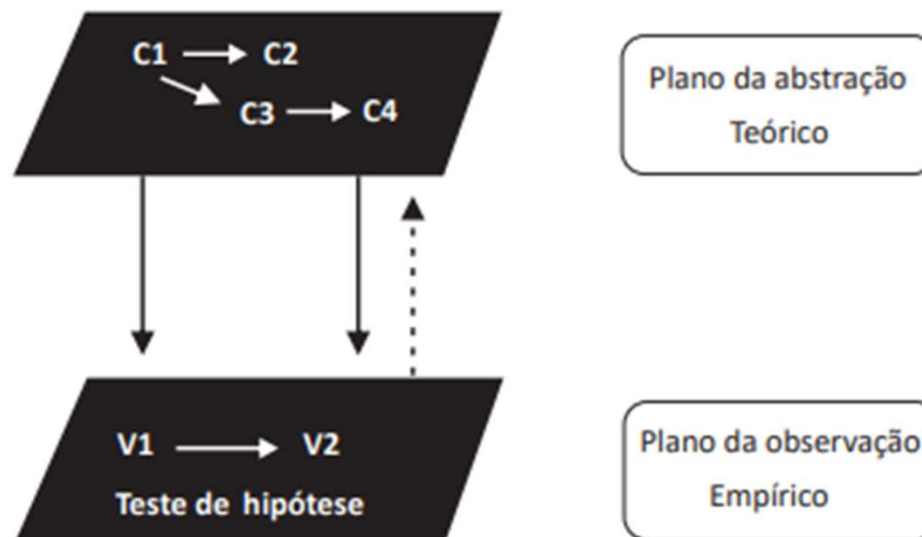 C1 C2
C3 C4
Plano da abstração
Teórico
V1 V2
Teste de hipótese
Plano da observação
Empírico